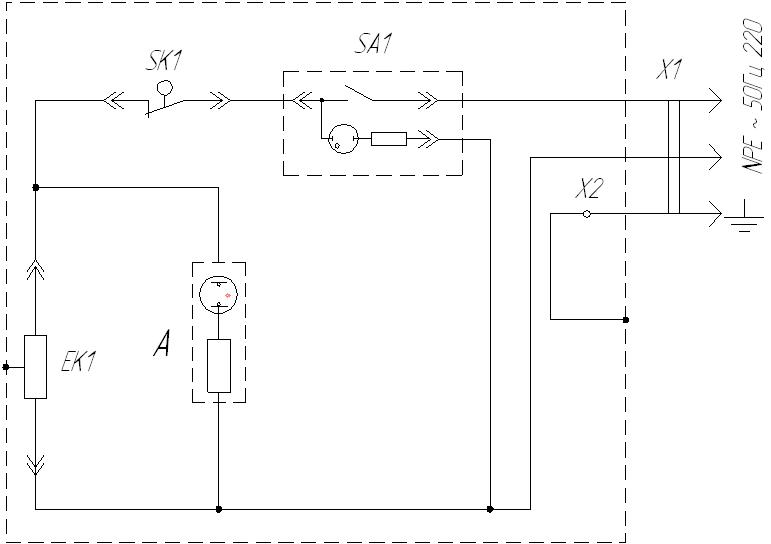 SK1
SA1
X1
NPE ~ 50Гц 220
X2
A
EK1